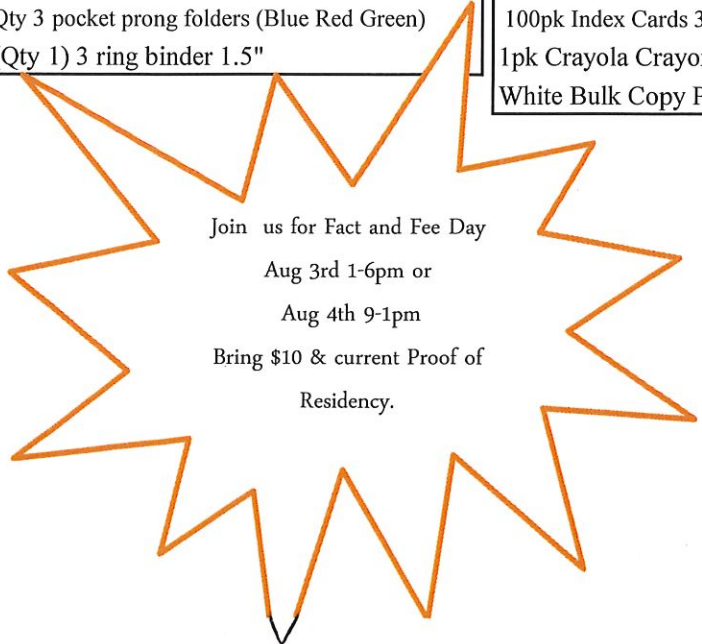 Qty 3 pocket prong folders (Blue Red Green)
(Qty 1) 3 ring binder 1.5"
100pk Index Cards
1pk Crayola
White Bulk Copy
Join us for Fact and Fee Day
Aug 3rd 1-6pm or
Aug 4th 9-1pm
Bring $10 & current Proof of
Residency.